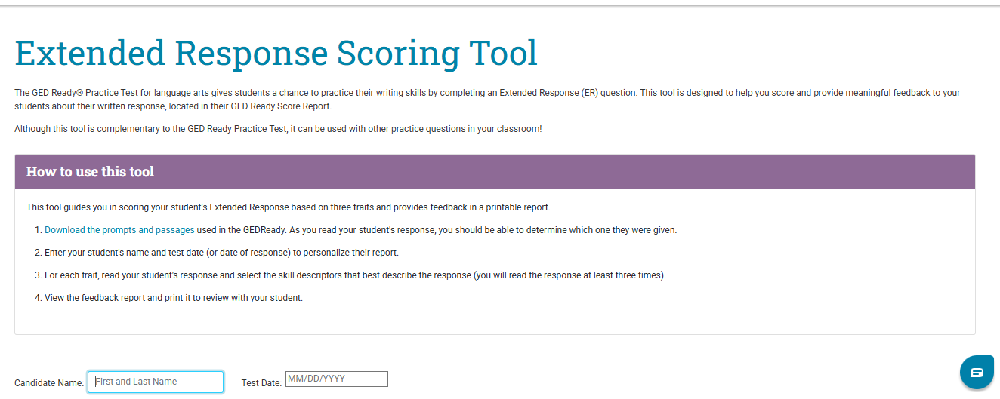 Extended Response Scoring Tool
The GED Ready® Practice Test for language arts gives students a chance to practice their writing skills by completing an Extended Response (ER) question. This tool is designed to help you score and provide meaningful feedback to your
students about their written response, located in their GED Ready Score Report.
Although this tool is complementary to the GED Ready Practice Test, it can be used with other practice questions in your classroom!
How to use this tool
This tool guides you in scoring your student's Extended Response based on three traits and provides feedback in a printable report.
1. Download the prompts and passages used in the GEDReady. As you read your student's response, you should be able to determine which one they were given.
2. Enter your student's name and test date (or date of response) to personalize their report.
3. For each trait, read your student's response and select the skill descriptors that best describe the response (you will read the response at least three times).
4. View the feedback report and print it to review with your student.
Candidate Name: First and Last Name Test Date: MM/DD/YYYY